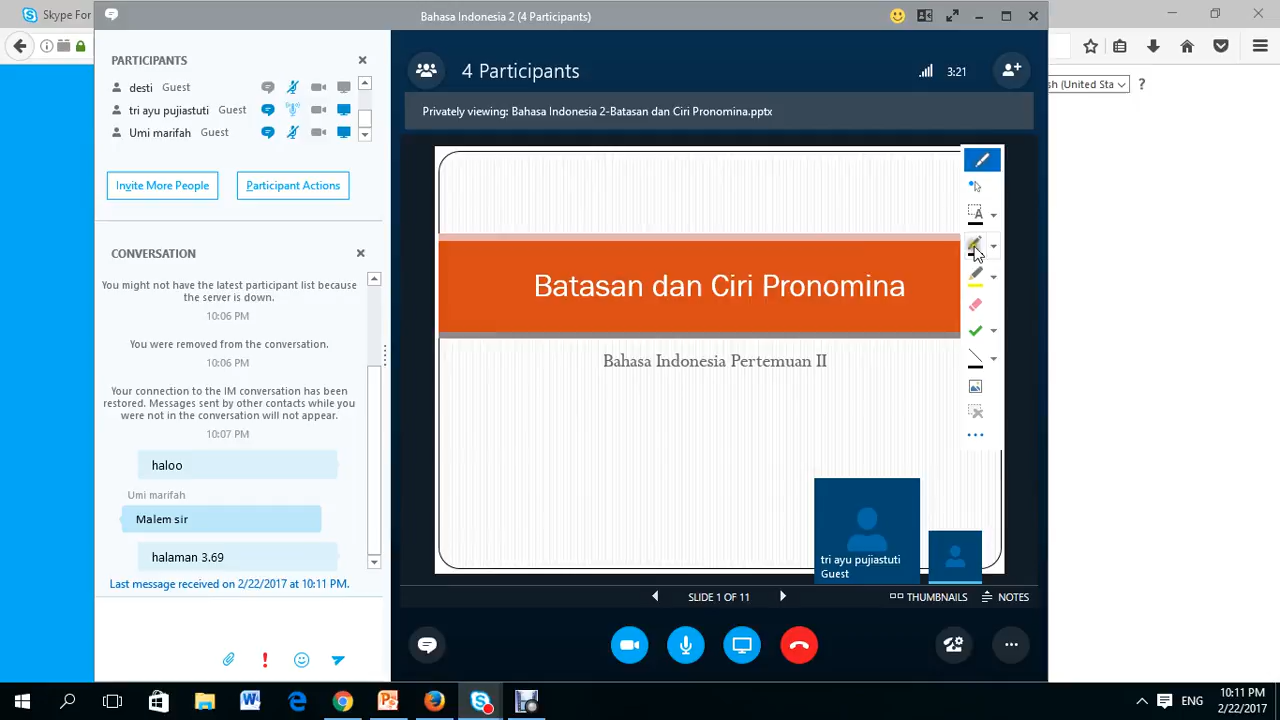 Skype For
Bahasa Indonesia 2 (4 Participants)
PARTICIPANTS
desti Guest
tri ayu pujiastuti Guest
Umi marifah Guest
Invite More People
Participant Actions
CONVERSATION
You might not have the latest participant list because
the server is down.
10:06 PM
You were removed from the conversation.
10:06 PM
Your connection to the IM conversation has been
restored. Messages sent by other contacts while you
were not in the conversation will not appear.
10:07 PM
haloo
Umi marifah
Malem sir
halaman 3.69
Last message received on 2/22/2017 at 10:11 PM.
4 Participants
3:21
Privately viewing: Bahasa Indonesia 2-Batasan dan Ciri Pronomina.pptx
Batasan dan Ciri Pronomina
Bahasa Indonesia Pertemuan II
tri ayu pujiastuti
Guest
SLIDE 1 OF 11
THUMBNAILS
NOTES
sh (United Sta
?
ENG
10:11 PM
2/22/2017